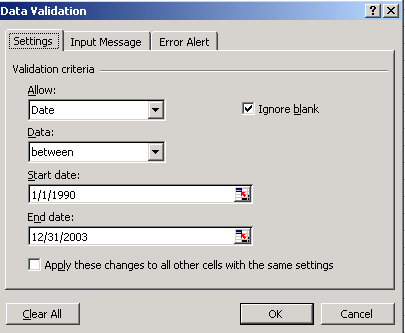 Data Validation
Settings Input Message Error Alert
Validation criteria
Allow:
Date Ignore blank
Data:
between
Start date:
1/1/1990
End date:
12/31/2003
Apply these changes to all other cells with the same settings
Clear All OK Cancel